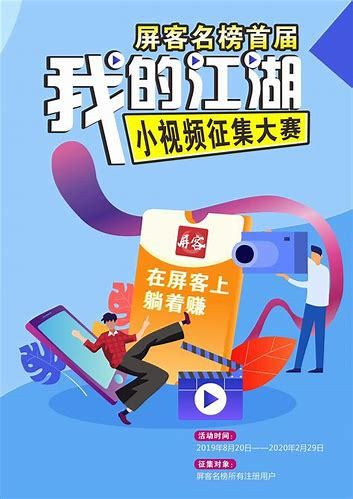 屏客名榜首届
我的江湖
小视频征集大赛
屏客
在屏客上
躺着赚
活动时间：
2019年8月20日——2020年2月29日
征集对象：
屏客名榜所有注册用户